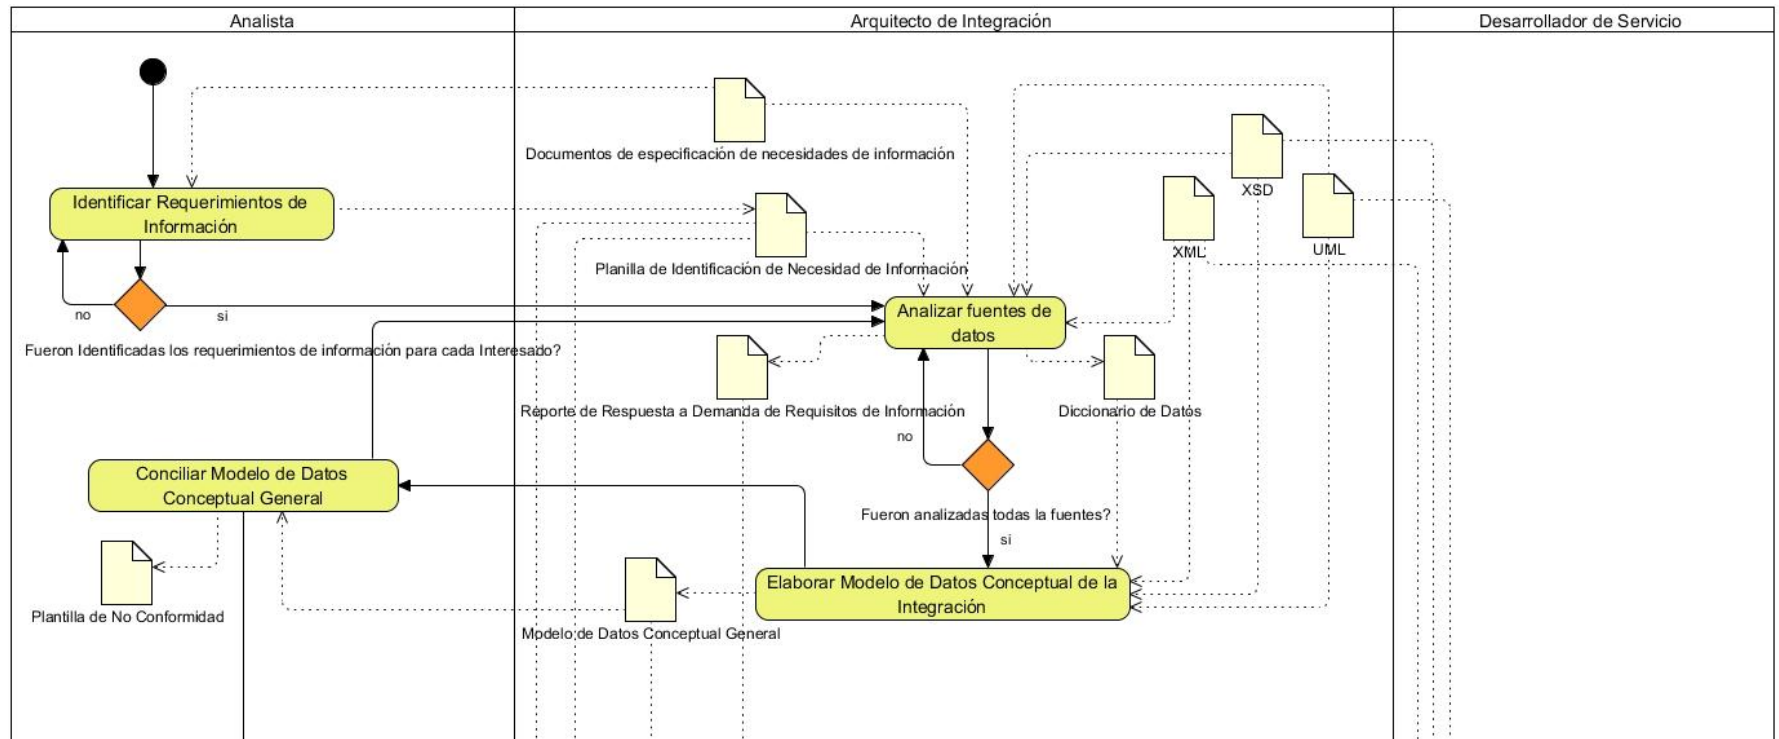 Analista
Arquitecto de Integración
Desarrollador de Servicio
Documentos de especificación de necesidades de información
XSD
Identificar Requerimientos de
Información
XML
UML
Planilla de Identificación de Necesidad de Información
no
si
Analizar fuentes de
datos
Fueron Identificadas los requerimientos de información para cada Interesado?
Reporte de Respuesta a Demanda de Requisitos de Información
Diccionario de Datos
no
Conciliar Modelo de Datos
Conceptual General
Fueron analizadas todas la fuentes?
si
Elaborar Modelo de Datos Conceptual de la
Integración
Plantilla de No Conformidad
Modelo de Datos Conceptual General